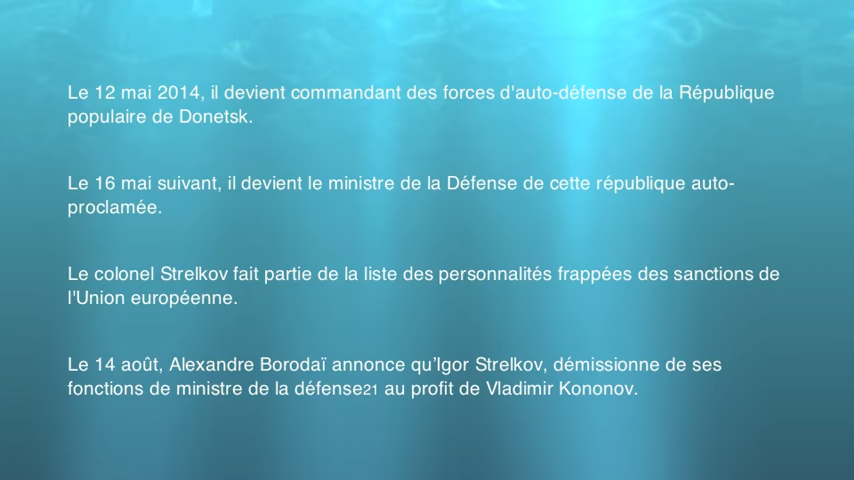 Le 12 mai 2014, il devient commandant des forces d'auto-défense de la République
populaire de Donetsk.
Le 16 mai suivant, il devient le ministre de la Défense de cette république auto-
proclamée.
Le colonel Strelkov fait partie de la liste des personnalités frappées des sanctions de
l'Union européenne.
Le 14 août, Alexandre Borodaï annonce qu’Igor Strelkov, démissionne de ses
fonctions de ministre de la défense21 au profit de Vladimir Kononov.